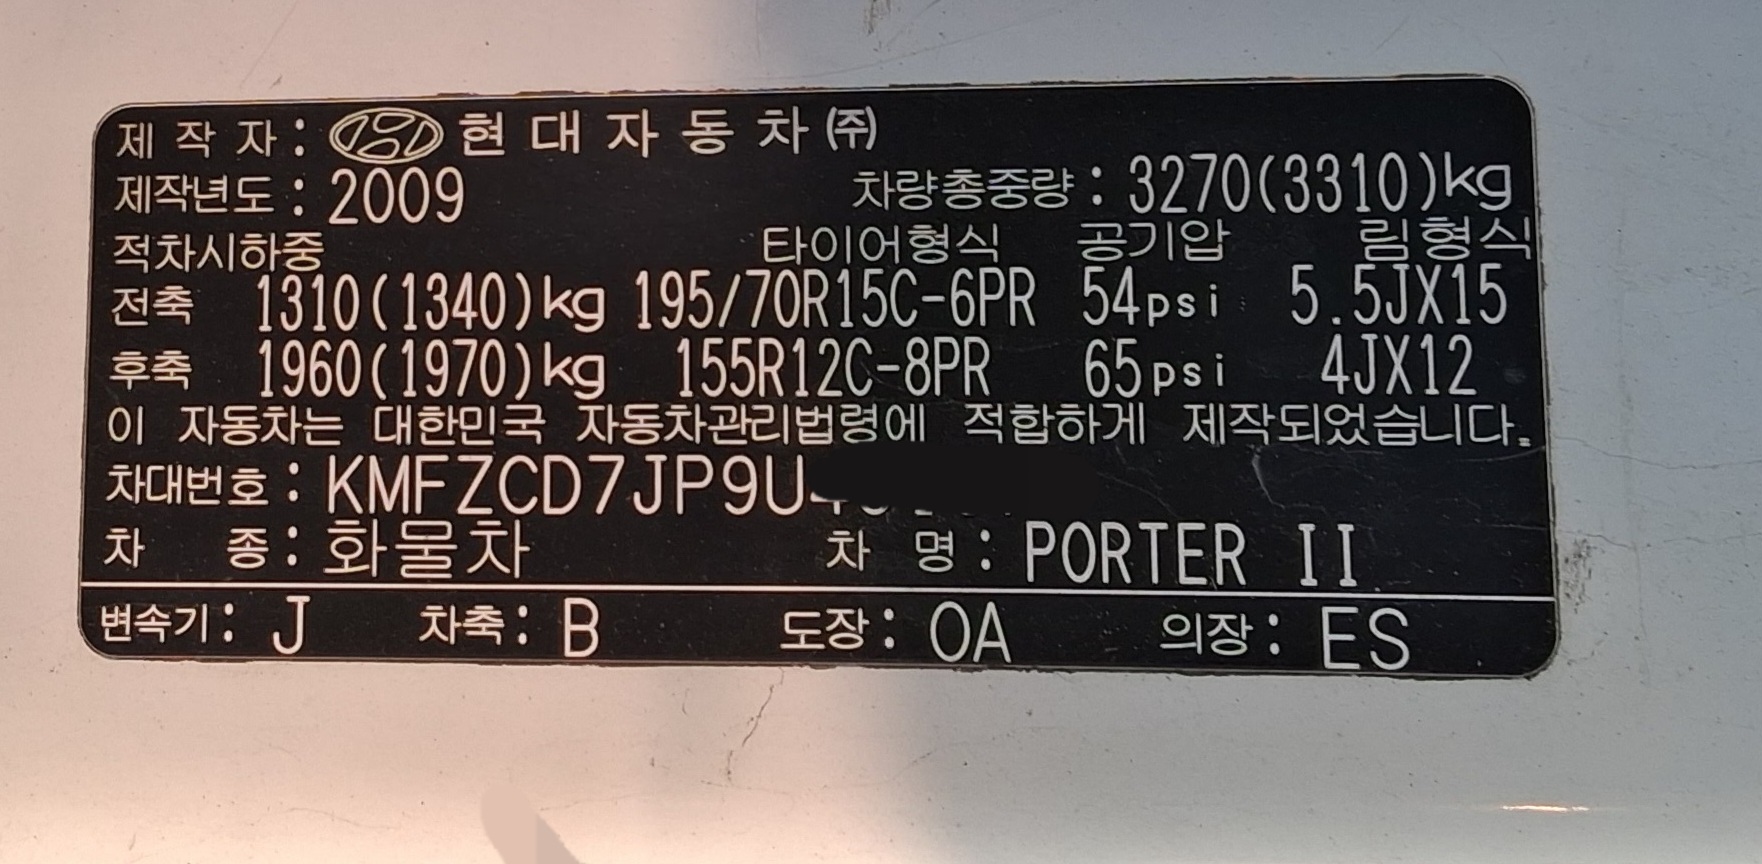 제 작 자 : 현 대 자 동 차 ㈜
제작년도 : 2009 차량총중량 : 3270(3310)kg
적차시하중 타이어형식 공기압 림형식
전축 1310(1340)kg 195/70R15C-6PR 54psi 5.5JX15
후축 1960(1970)kg 155R12C-8PR 65psi 4JX12
이 자동차는 대한민국 자동차관리법령에 적합하게 제작되었습니다.
차대번호 : KMFZCD7JP9U
차 종 : 화물차 차 명 : PORTER II
변속기 : J 차축 : B 도장 : OA 의장 : ES